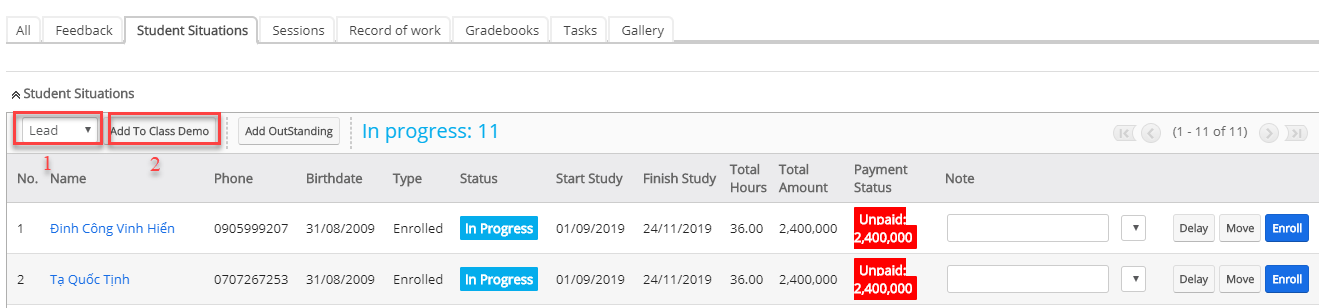 All Feedback Student Situations Sessions Record of work Gradebooks Tasks Gallery
Student Situations
Lead Add To Class Demo Add OutStanding In progress: 11 (1 - 11 of 11)
1 2
No. Name Phone Birthdate Type Status Start Study Finish Study Total Hours Total Amount Payment Status Note
1 Đinh Công Vinh Hiển 0905999207 31/08/2009 Enrolled In Progress 01/09/2019 24/11/2019 36.00 2,400,000 Unpaid: 2,400,000 Delay Move Enroll
2 Tạ Quốc Tịnh 0707267253 31/08/2009 Enrolled In Progress 01/09/2019 24/11/2019 36.00 2,400,000 Unpaid: 2,400,000 Delay Move Enroll